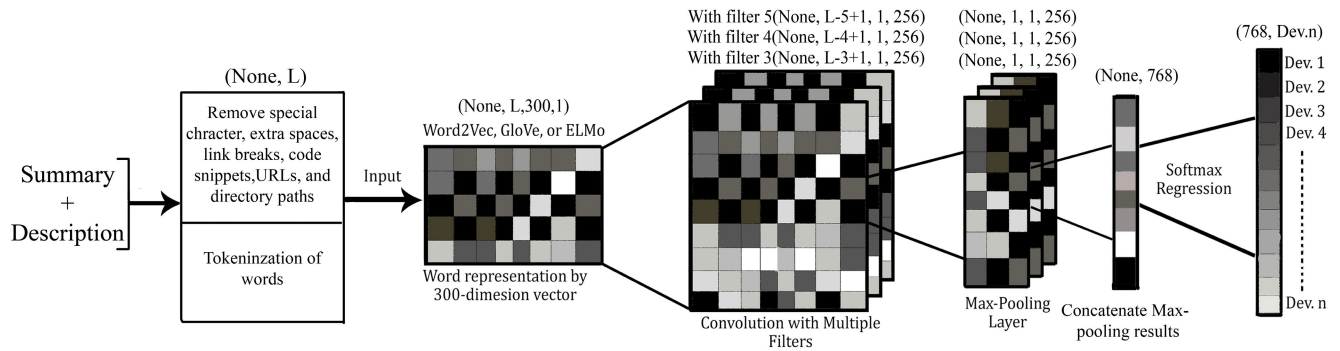 Summary
+
Description
(None, L)
Remove special
chracter, extra spaces,
link breaks, code
snippets,URLs, and
directory paths
Tokeninzation of
words
Input
(None, L,300,1)
Word2Vec, GloVe, or ELMo
Word representation by
300-dimesion vector
With filter 5(None, L-5+1, 1, 256)
With filter 4(None, L-4+1, 1, 256)
With filter 3(None, L-3+1, 1, 256)
Convolution with Multiple
Filters
(None, 1, 1, 256)
(None, 1, 1, 256)
(None, 1, 1, 256)
Max-Pooling
Layer
(None, 768)
Concatenate Max-
pooling results
Softmax
Regression
(768, Dev.n)
Dev. 1
Dev. 2
Dev. 3
Dev. 4
Dev. n